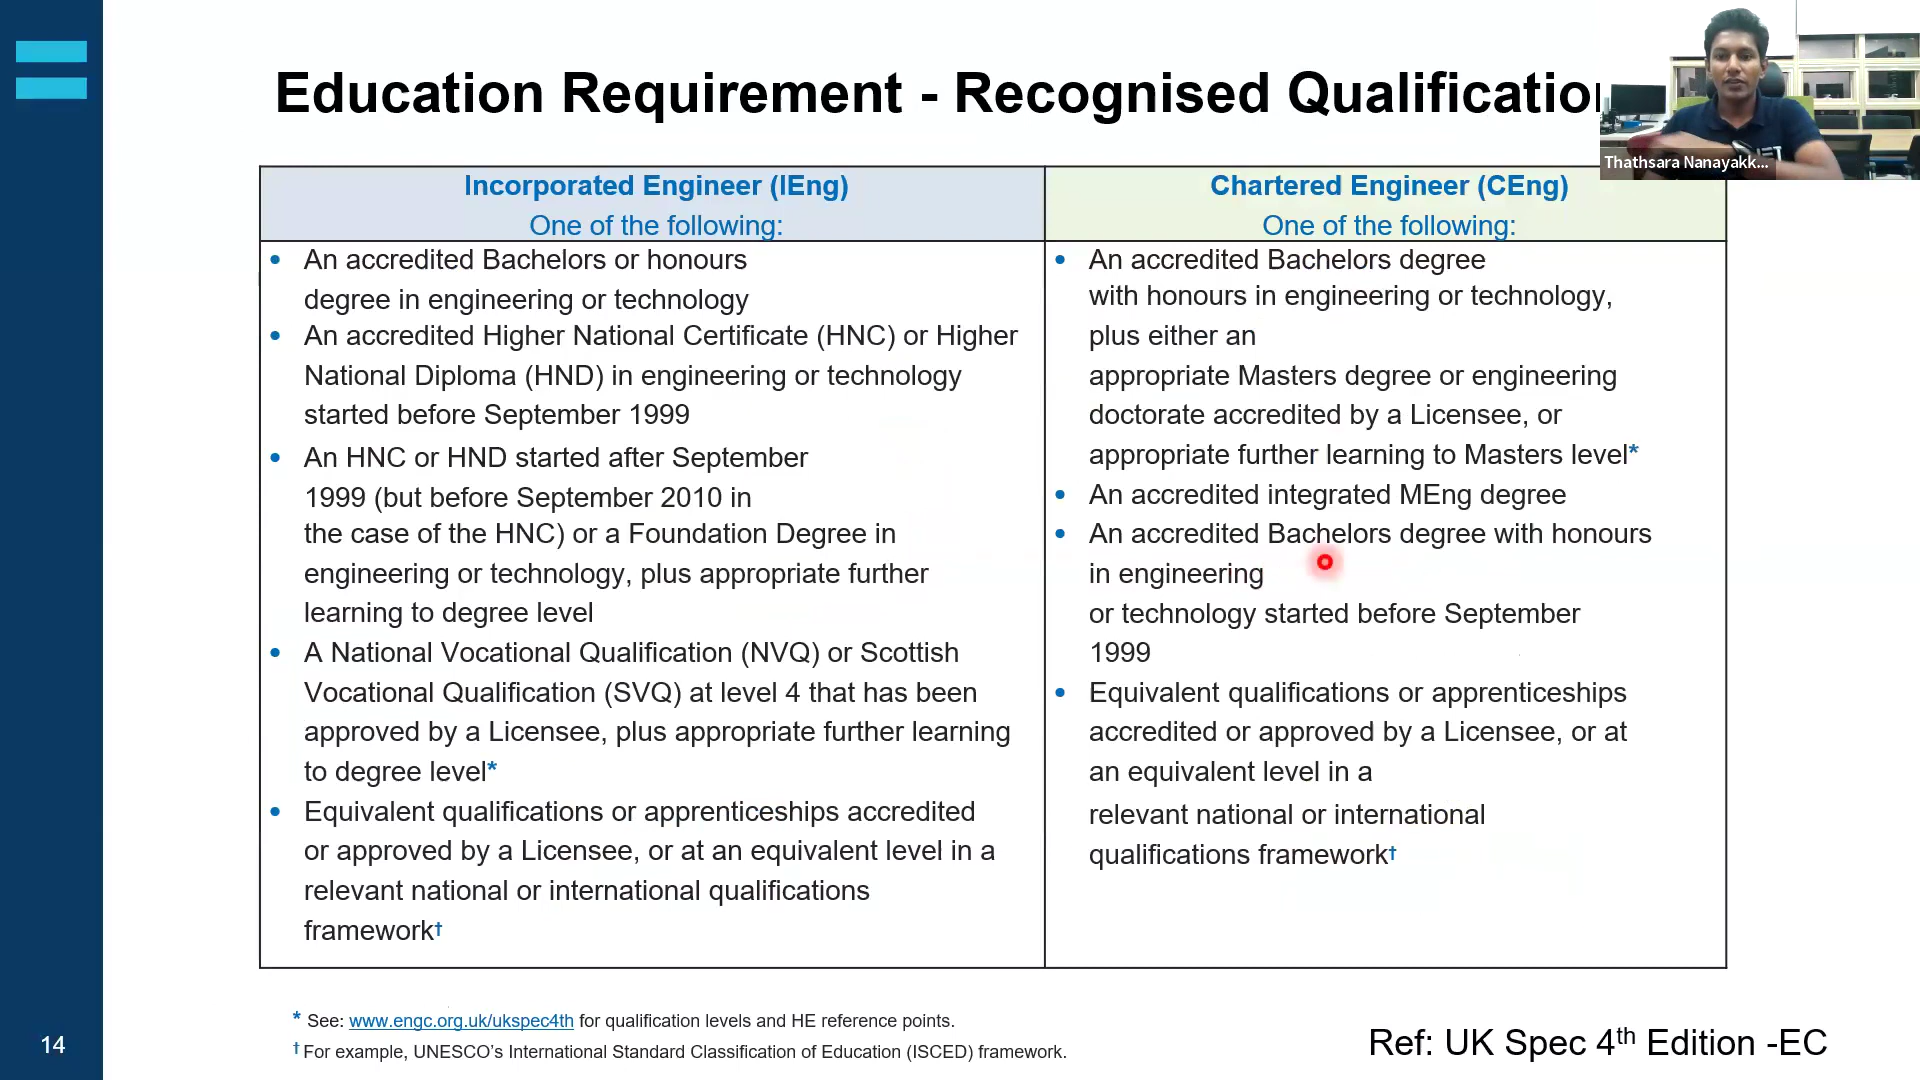 Education Requirement - Recognised Qualificatio
Thathsara Nanayakk...
Incorporated Engineer (IEng)
One of the following:
• An accredited Bachelors or honours
degree in engineering or technology
• An accredited Higher National Certificate (HNC) or Higher
National Diploma (HND) in engineering or technology
started before September 1999
• An HNC or HND started after September
1999 (but before September 2010 in
the case of the HNC) or a Foundation Degree in
engineering or technology, plus appropriate further
learning to degree level
• A National Vocational Qualification (NVQ) or Scottish
Vocational Qualification (SVQ) at level 4 that has been
approved by a Licensee, plus appropriate further learning
to degree level*
• Equivalent qualifications or apprenticeships accredited
or approved by a Licensee, or at an equivalent level in a
relevant national or international qualifications
framework†
Chartered Engineer (CEng)
One of the following:
• An accredited Bachelors degree
with honours in engineering or technology,
plus either an
appropriate Masters degree or engineering
doctorate accredited by a Licensee, or
appropriate further learning to Masters level*
• An accredited integrated MEng degree
• An accredited Bachelors degree with honours
in engineering
or technology started before September
1999
• Equivalent qualifications or apprenticeships
accredited or approved by a Licensee, or at
an equivalent level in a
relevant national or international
qualifications framework†
* See: www.engc.org.uk/ukspec4th for qualification levels and HE reference points.
† For example, UNESCO's International Standard Classification of Education (ISCED) framework.
Ref: UK Spec 4th Edition -EC
14